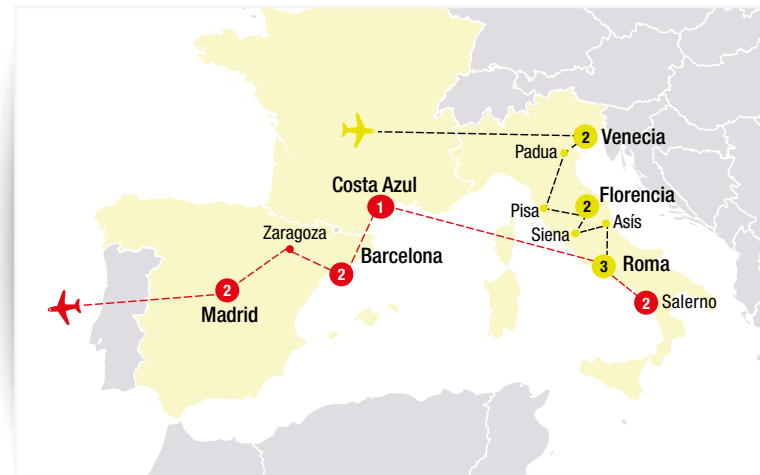 2 Venecia
Padua
Costa Azul
1
2 Florencia
Pisa
Asís
Siena
Zaragoza
Barcelona
2
3 Roma
2
Madrid
2 Salerno